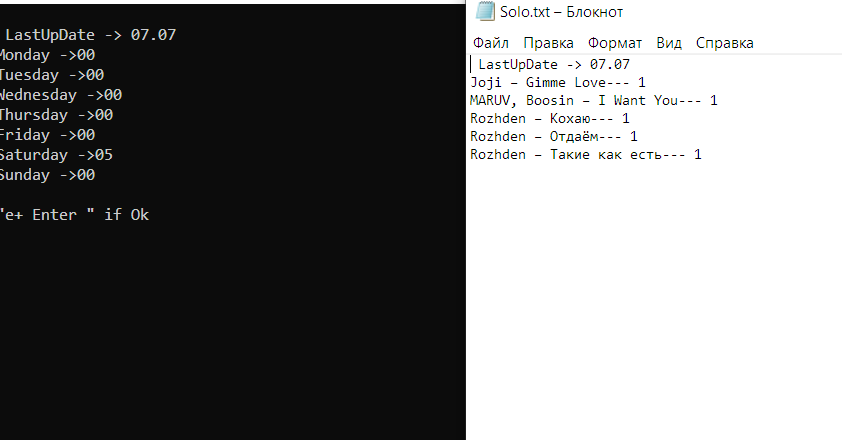 LastUpDate -> 07.07
Monday ->00
Tuesday ->00
Wednesday ->00
Thursday ->00
Friday ->00
Saturday ->05
Sunday ->00
"e+ Enter " if Ok
Solo.txt – Блокнот
Файл Правка Формат Вид Справка
LastUpDate -> 07.07
Joji – Gimme Love--- 1
MARUV, Boosin – I Want You--- 1
Rozhden – Кохаю--- 1
Rozhden – Отдаём--- 1
Rozhden – Такие как есть--- 1